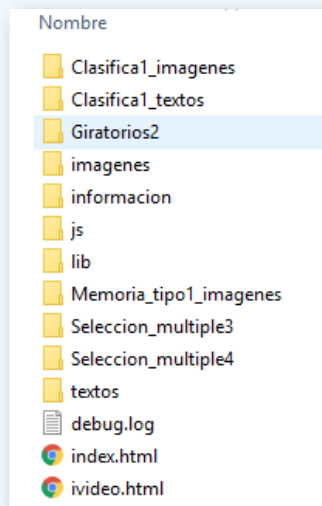 Nombre
Clasifica1_imagenes
Clasifica1_textos
Giratorios2
imagenes
informacion
js
lib
Memoria_tipo1_imagenes
Seleccion_multiple3
Seleccion_multiple4
textos
debug.log
index.html
ivideo.html